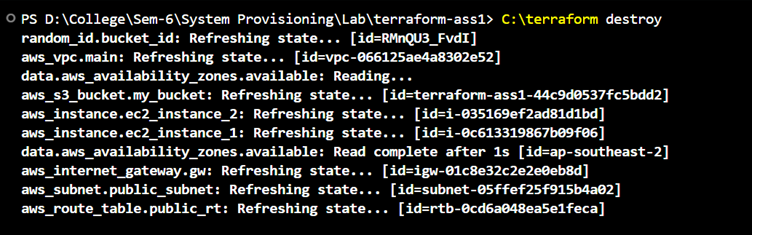 PS D:\College\Sem-6\System Provisioning\Lab\terraform-ass1> C:\terraform destroy
random_id.bucket_id: Refreshing state... [id=RMnQU3_FvdI]
aws_vpc.main: Refreshing state... [id=vpc-066125ae4a8302e52]
data.aws_availability_zones.available: Reading...
aws_s3_bucket.my_bucket: Refreshing state... [id=terraform-ass1-44c9d0537fc5bdd2]
aws_instance.ec2_instance_2: Refreshing state... [id=i-035169ef2ad81d1bd]
aws_instance.ec2_instance_1: Refreshing state... [id=i-0c613319867b09f06]
data.aws_availability_zones.available: Read complete after 1s [id=ap-southeast-2]
aws_internet_gateway.gw: Refreshing state... [id=igw-01c8e32c2e2e0eb8d]
aws_subnet.public_subnet: Refreshing state... [id=subnet-05ffef25f915b4a02]
aws_route_table.public_rt: Refreshing state... [id=rtb-0cd6a048ea5e1feca]